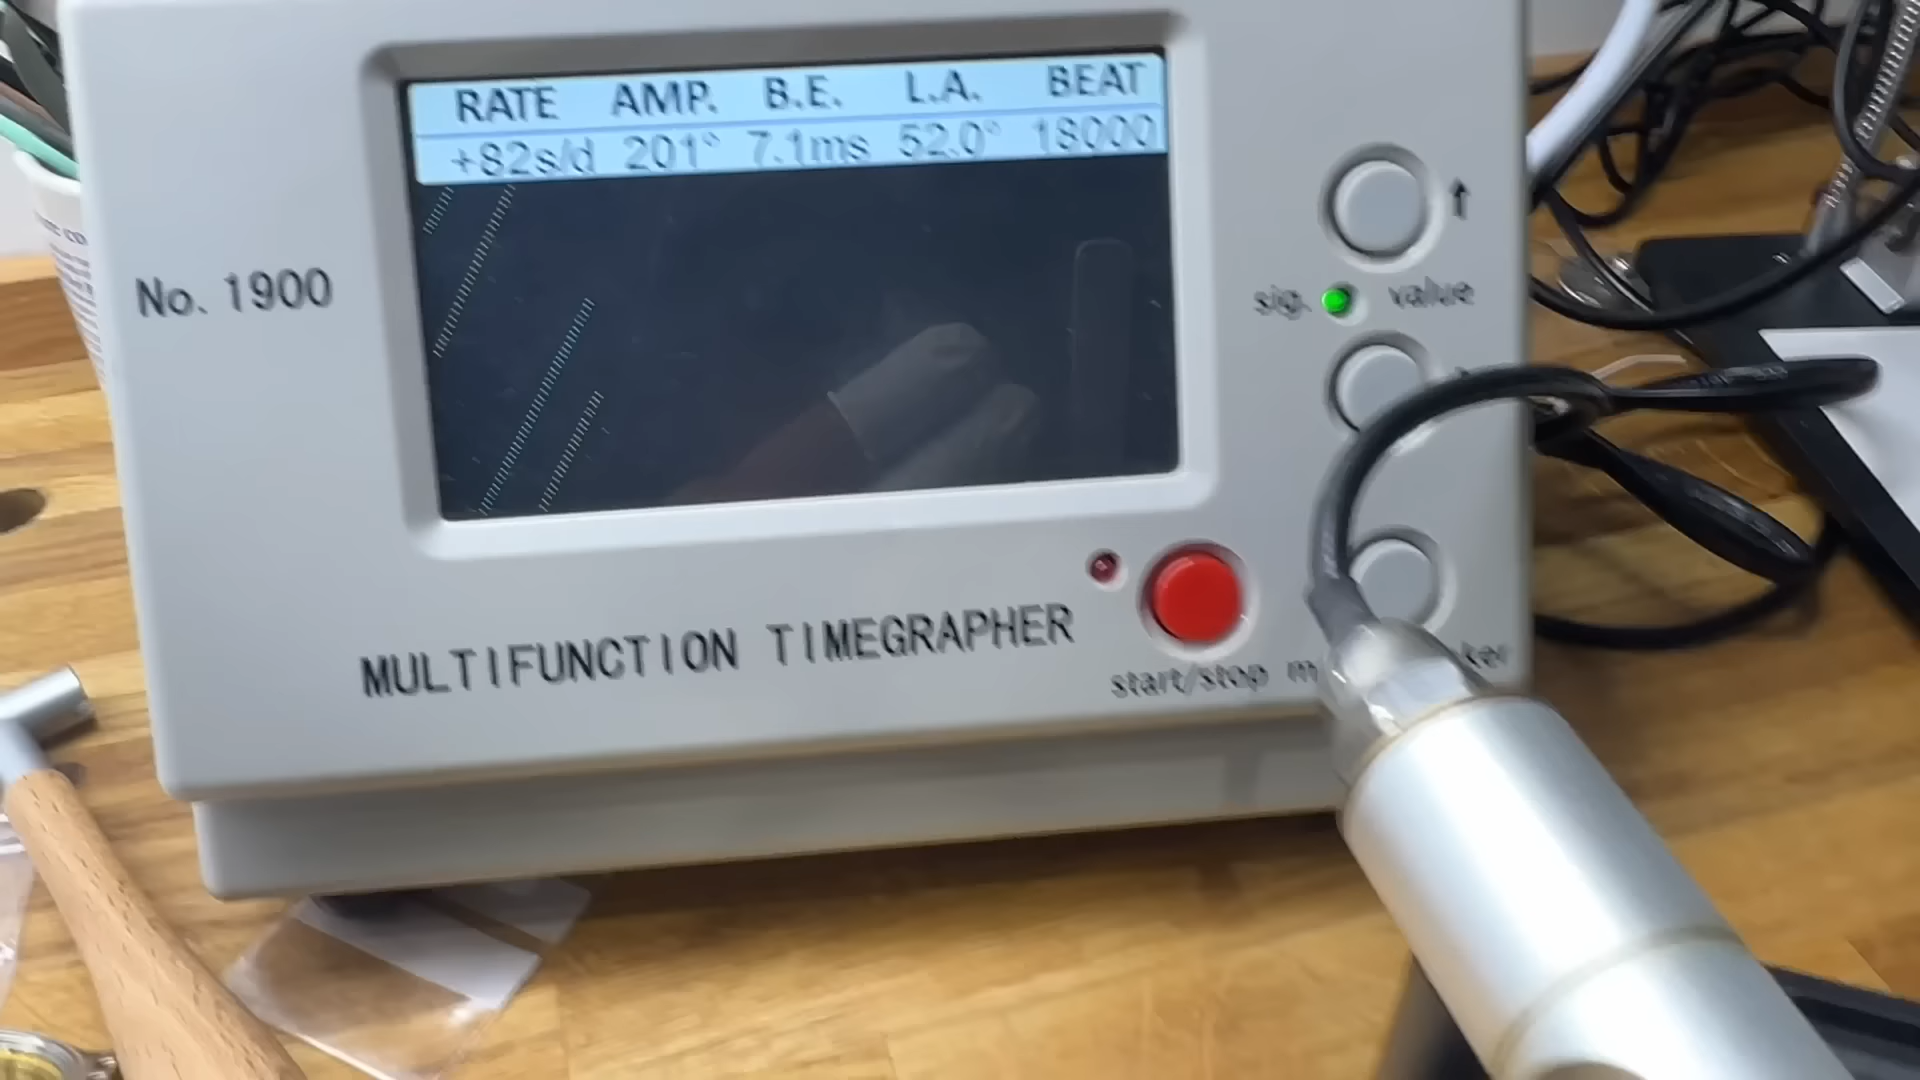 RATE AMP. B.E. L.A. BEAT
+82s/d 201° 7.1ms 52.0° 18000
No. 1900
sig. value
MULTIFUNCTION TIMEGRAPHER
start/stop